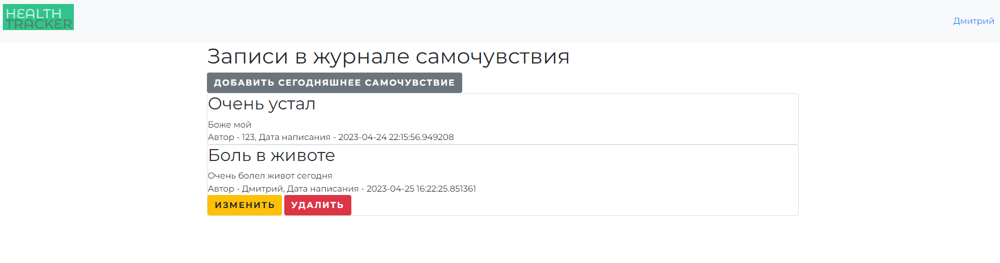 HEALTH
TRACKER
Дмитрий
Записи в журнале самочувствия
ДОБАВИТЬ СЕГОДНЯШНЕЕ САМОЧУВСТВИЕ
Очень устал
Боже мой
Автор - 123, Дата написания - 2023-04-24 22:15:56.949208
Боль в животе
Очень болел живот сегодня
Автор - Дмитрий, Дата написания - 2023-04-25 16:22:25.851361
ИЗМЕНИТЬ УДАЛИТЬ